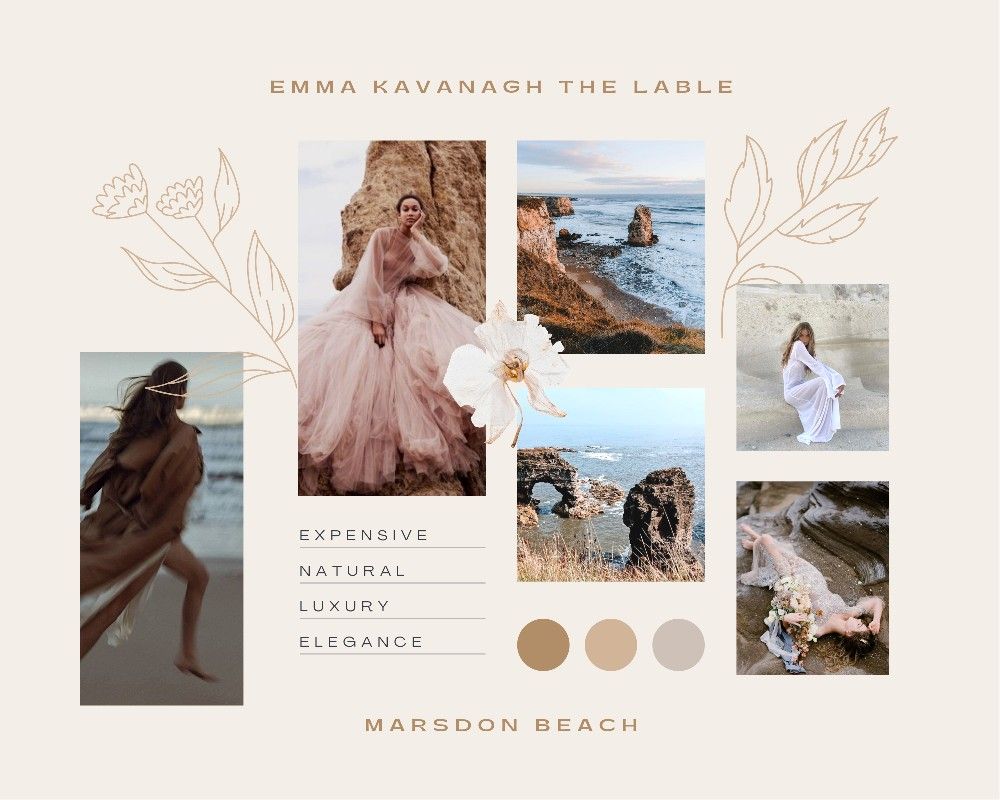 EMMA KAVANAGH THE LABLE
EXPENSIVE
NATURAL
LUXURY
ELEGANCE
MARSDON BEACH